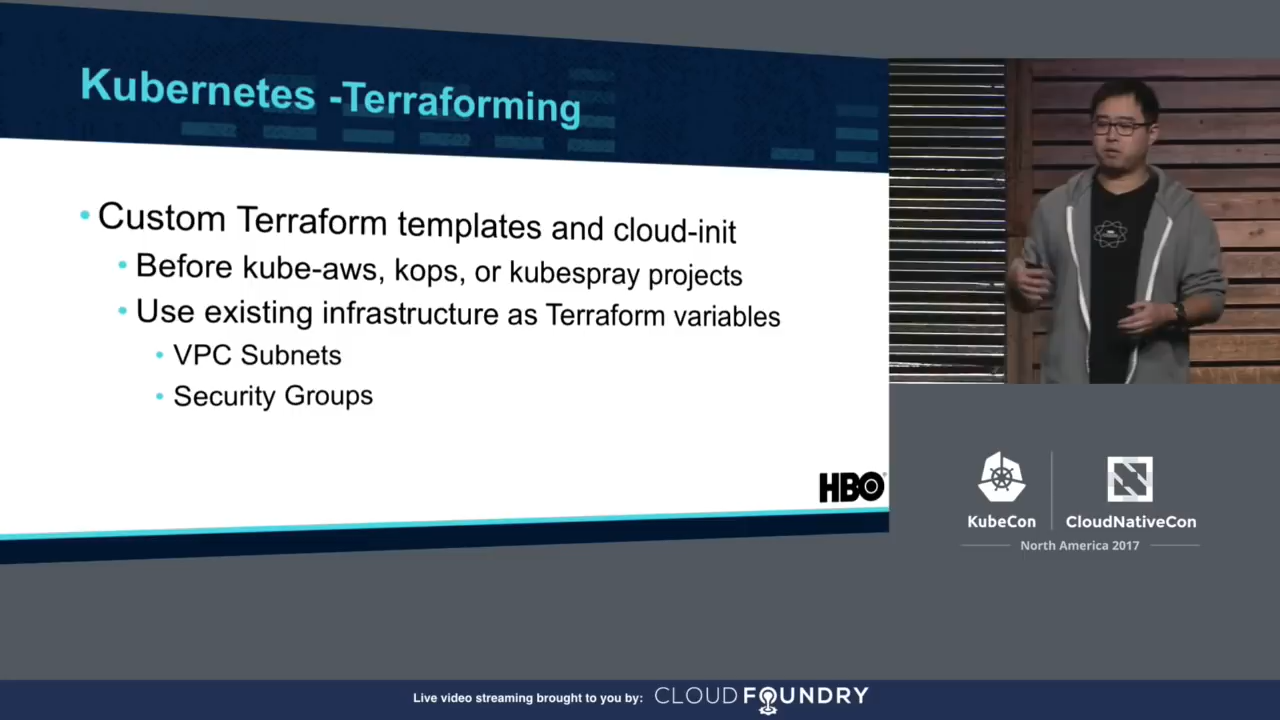 Kubernetes -Terraforming
Custom Terraform templates and cloud-init
Before kube-aws, kops, or kubespray projects
Use existing infrastructure as Terraform variables
VPC Subnets
Security Groups
HBO
KubeCon
CloudNativeCon
North America 2017
Live video streaming brought to you by: CLOUD FOUNDRY